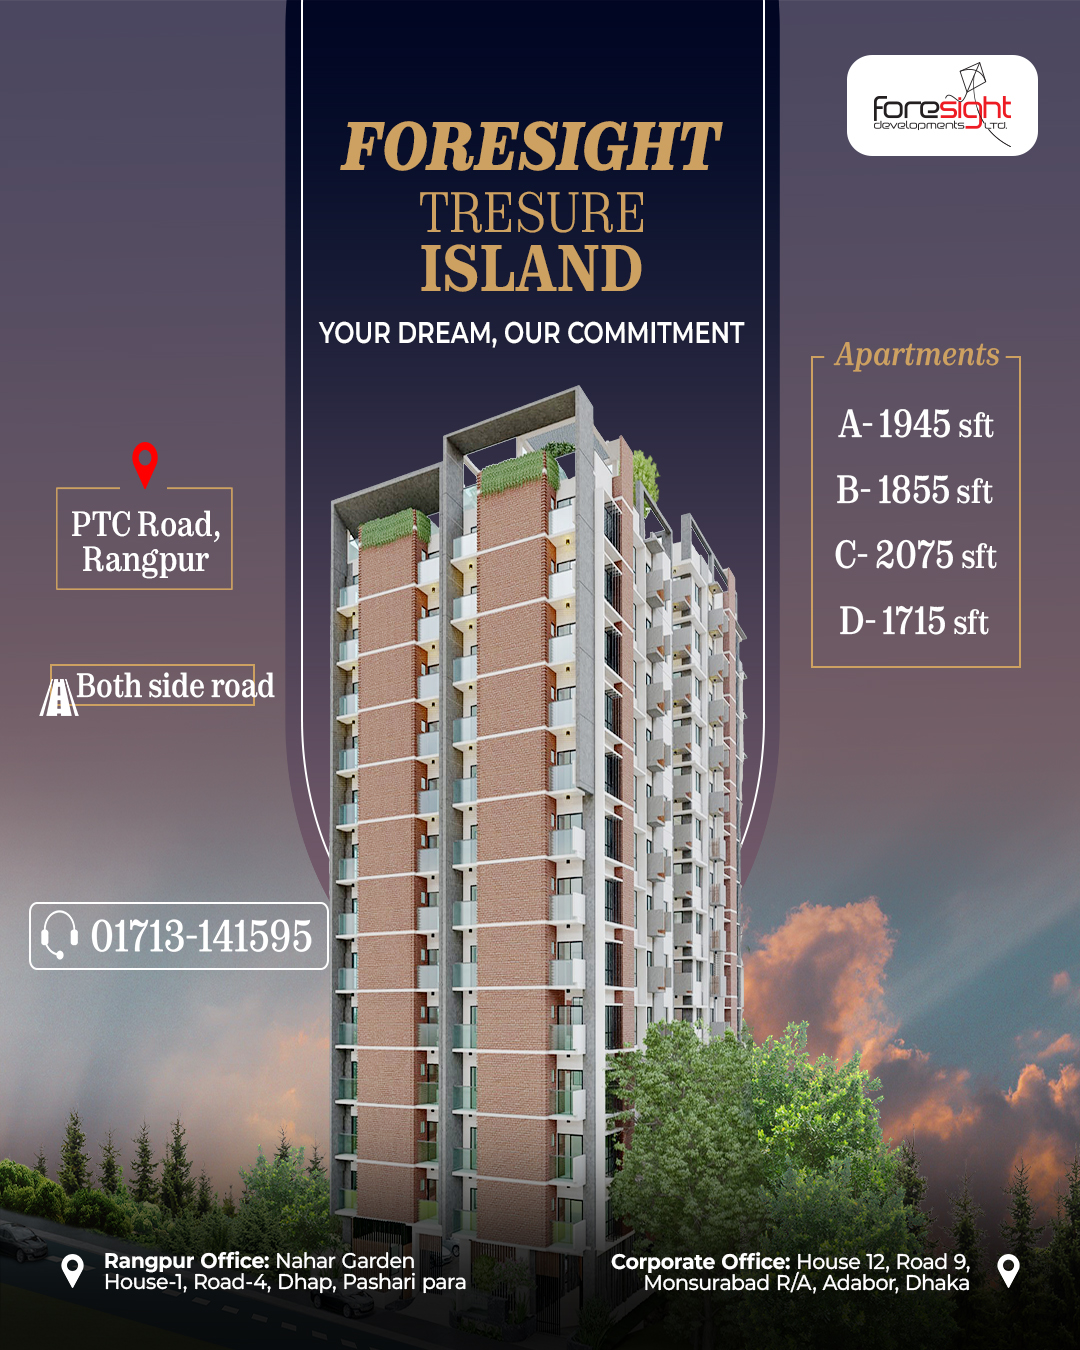 foresight
developments LTD.
FORESIGHT
TRESURE
ISLAND
YOUR DREAM, OUR COMMITMENT
Apartments
A- 1945 sft
B- 1855 sft
C- 2075 sft
D- 1715 sft
PTC Road,
Rangpur
Both side road
01713-141595
Rangpur Office: Nahar Garden
House-1, Road-4, Dhap, Pashari para
Corporate Office: House 12, Road 9,
Monsurabad R/A, Adabor, Dhaka